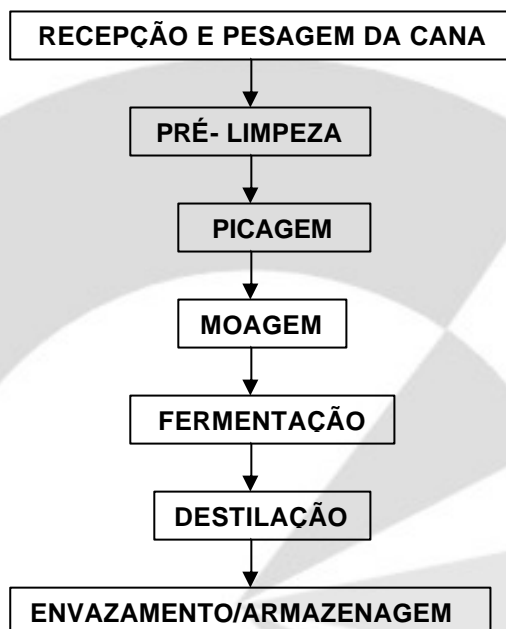 RECEPÇÃO E PESAGEM DA CANA
PRÉ- LIMPEZA
PICAGEM
MOAGEM
FERMENTAÇÃO
DESTILAÇÃO
ENVAZAMENTO/ARMAZENAGEM